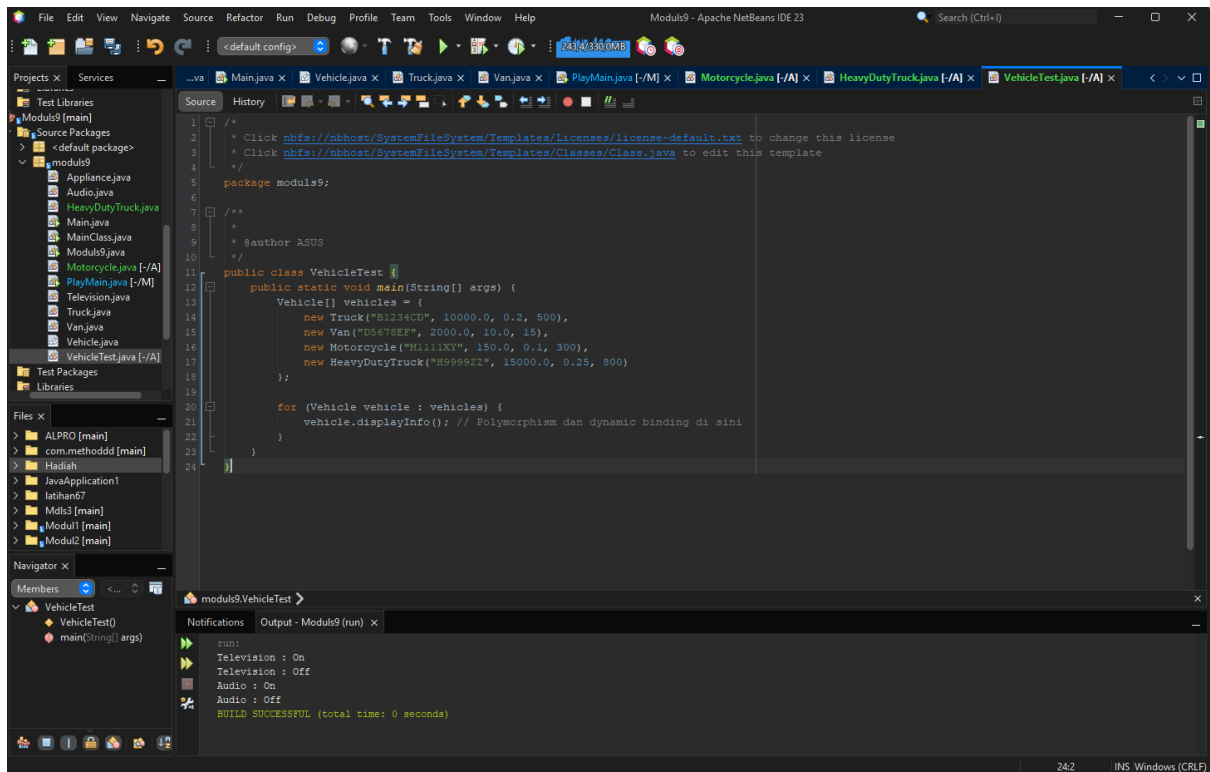 File Edit View Navigate Source Refactor Run Debug Profile Team Tools Window Help Moduls9 - Apache NetBeans IDE 23 Search (Ctrl+I)
<default config> 243,4/330,0MB
Projects Services
Test Libraries
Moduls9 [main]
Source Packages
<default package>
moduls9
Appliance.java
Audio.java
HeavyDutyTruck.java
Main.java
MainClass.java
Moduls9.java
Motorcycle.java [-/A]
PlayMain.java [-/M]
Television.java
Truck.java
Van.java
Vehicle.java
VehicleTest.java [-/A]
Test Packages
Libraries
Files
ALPRO [main]
com.methoddd [main]
Hadiah
JavaApplication1
latihan67
Mdls3 [main]
Modul1 [main]
Modul2 [main]
Navigator
Members <...
VehicleTest
VehicleTest()
main(String[] args)
...va Main.java Vehicle.java Truck.java Van.java PlayMain.java [-/M] Motorcycle.java [-/A] HeavyDutyTruck.java [-/A] VehicleTest.java [-/A]
Source History
1 /*
2 * Click nbfs://nbhost/SystemFileSystem/Templates/Licenses/license-default.txt to change this license
3 * Click nbfs://nbhost/SystemFileSystem/Templates/Classes/Class.java to edit this template
4 */
5 package moduls9;
6
7 /**
8 *
9 * @author ASUS
10 */
11 public class VehicleTest {
12 public static void main(String[] args) {
13 Vehicle[] vehicles = {
14 new Truck("B1234CD", 10000.0, 0.2, 500),
15 new Van("D5678EF", 2000.0, 10.0, 15),
16 new Motorcycle("M1111XY", 150.0, 0.1, 300),
17 new HeavyDutyTruck("H9999ZZ", 15000.0, 0.25, 800)
18 };
19
20 for (Vehicle vehicle : vehicles) {
21 vehicle.displayInfo(); // Polymorphism dan dynamic binding di sini
22 }
23 }
24 }
moduls9.VehicleTest
Notifications Output - Moduls9 (run)
run:
Television : On
Television : Off
Audio : On
Audio : Off
BUILD SUCCESSFUL (total time: 0 seconds)
24:2 INS Windows (CRLF)